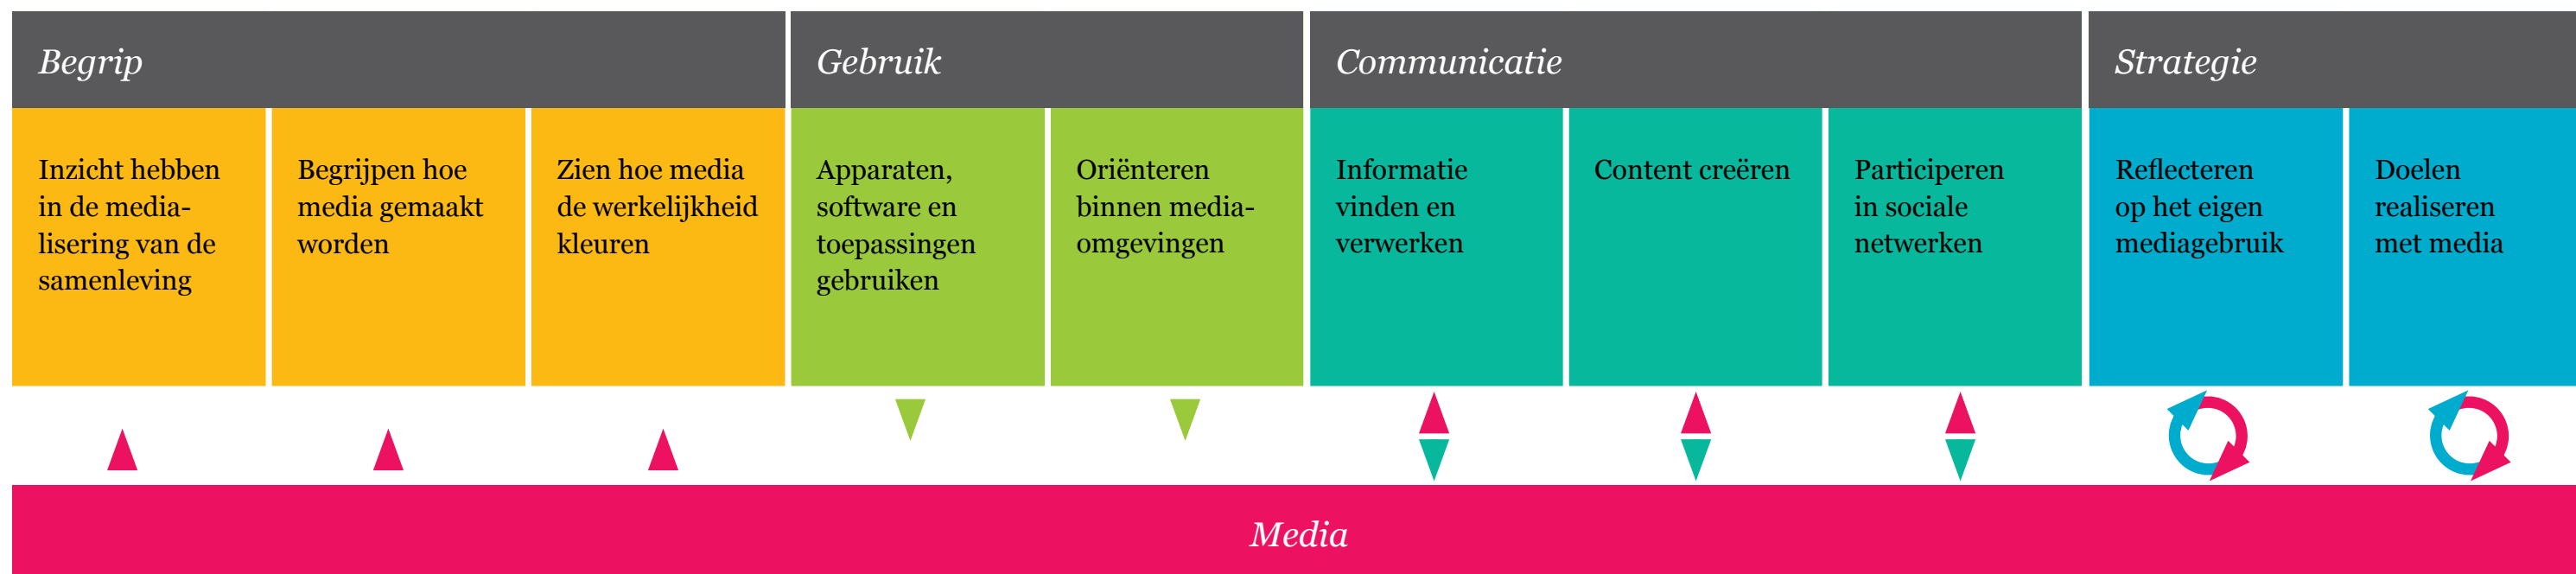 Begrip
Gebruik
Communicatie
Strategie
Inzicht hebben
in de media-
lisering van de
samenleving
Begrijpen hoe
media gemaakt
worden
Zien hoe media
de werkelijkheid
kleuren
Apparaten,
software en
toepassingen
gebruiken
Oriënteren
binnen media-
omgevingen
Informatie
vinden en
verwerken
Content creëren
Participeren
in sociale
netwerken
Reflecteren
op het eigen
mediagebruik
Doelen
realiseren
met media
Media